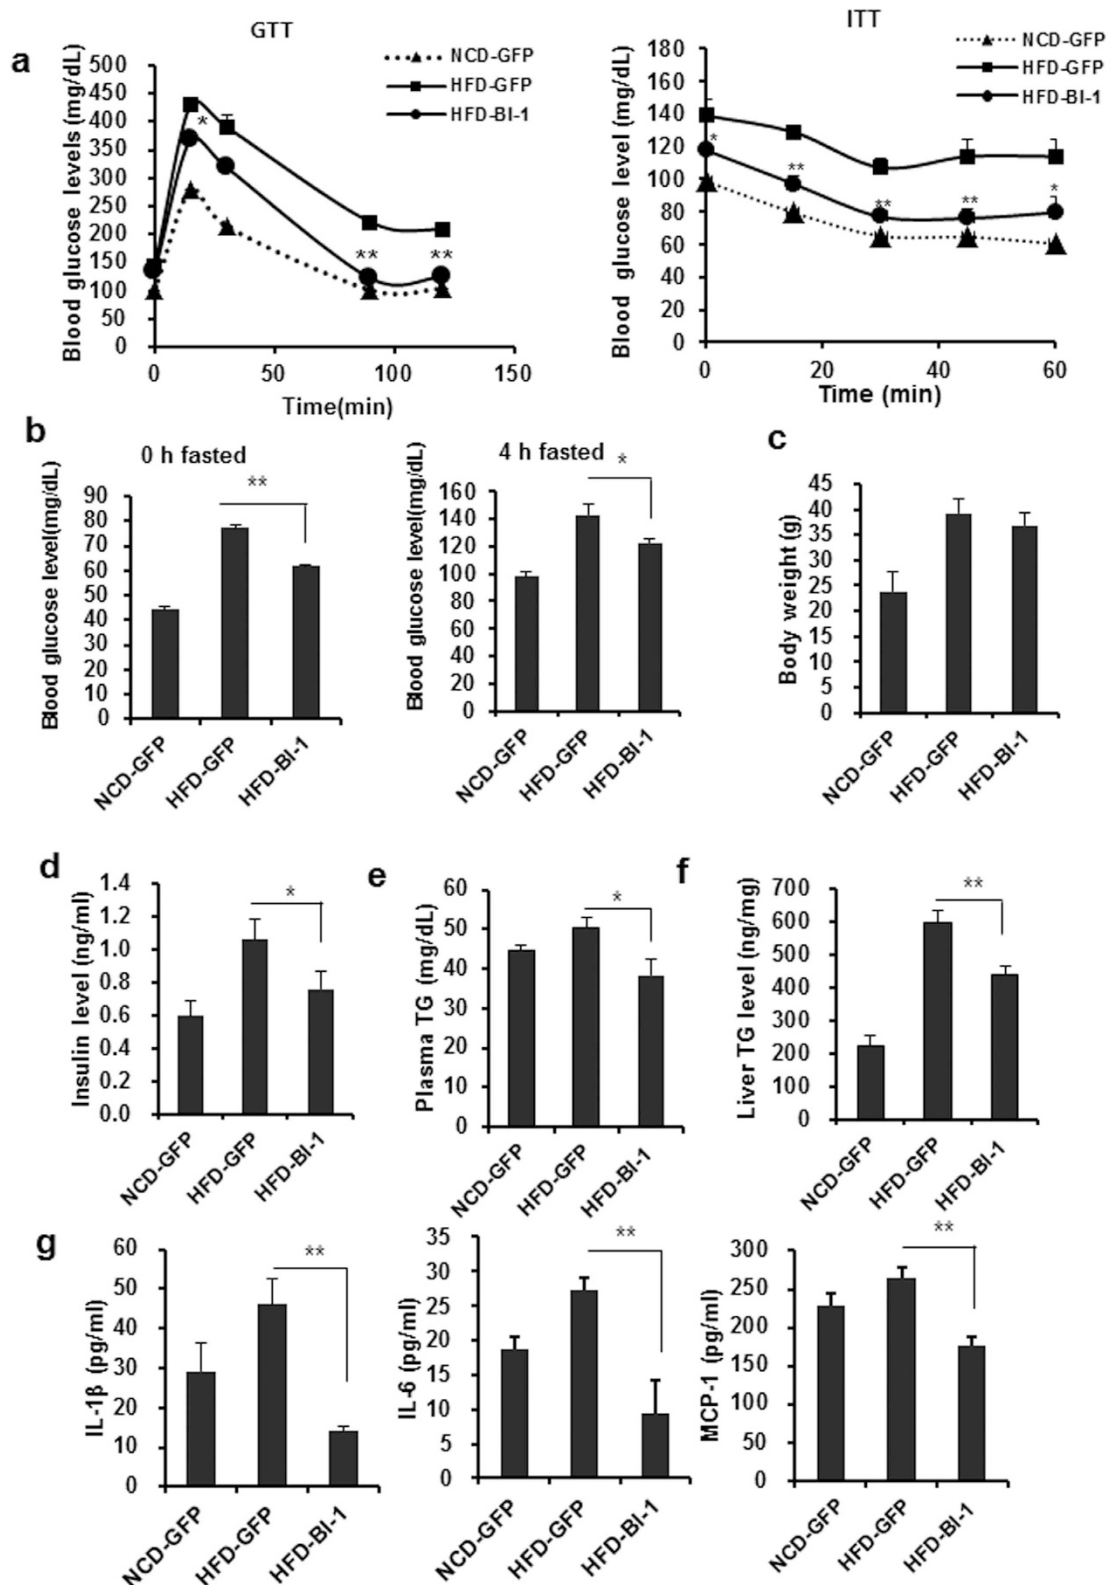 GTT
a
Blood glucose levels (mg/dL)
500
450
400
350
300
250
200
150
100
50
0
NCD-GFP
HFD-GFP
HFD-BI-1
*
** **
0 50 100 150
Time(min)
ITT
Blood glucose level (mg/dL)
180
160
140
120
100
80
60
40
20
0
NCD-GFP
HFD-GFP
HFD-BI-1
*
**
**
**
*
0 20 40 60
Time (min)
b
0 h fasted
Blood glucose level(mg/dL)
90
80
70
60
50
40
30
20
10
0
**
NCD-GFP
HFD-GFP
HFD-BI-1
4 h fasted
Blood glucose level(mg/dL)
160
140
120
100
80
60
40
20
0
*
NCD-GFP
HFD-GFP
HFD-BI-1
c
Body weight (g)
45
40
35
30
25
20
15
10
5
0
NCD-GFP
HFD-GFP
HFD-BI-1
d
Insulin level (ng/ml)
1.4
1.2
1.0
0.8
0.6
0.4
0.2
0.0
*
NCD-GFP
HFD-GFP
HFD-BI-1
e
Plasma TG (mg/dL)
60
50
40
30
20
10
0
*
NCD-GFP
HFD-GFP
HFD-BI-1
f
Liver TG level (ng/mg)
700
600
500
400
300
200
100
0
**
NCD-GFP
HFD-GFP
HFD-BI-1
g
IL-1β (pg/ml)
60
50
40
30
20
10
0
**
NCD-GFP
HFD-GFP
HFD-BI-1
IL-6 (pg/ml)
35
30
25
20
15
10
5
0
**
NCD-GFP
HFD-GFP
HFD-BI-1
MCP-1 (pg/ml)
300
250
200
150
100
50
0
**
NCD-GFP
HFD-GFP
HFD-BI-1